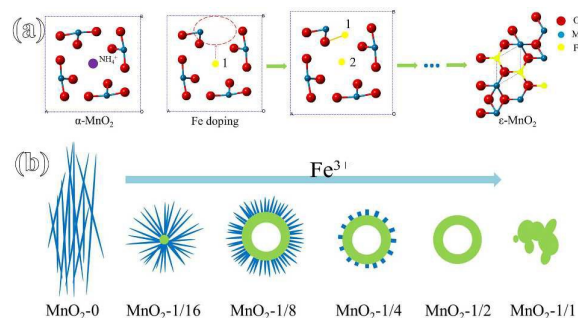 (a)
NH₄⁺
α-MnO₂
1
Fe doping
1
2
ε-MnO₂
(b)
Fe³⁺
MnO₂-0
MnO₂-1/16
MnO₂-1/8
MnO₂-1/4
MnO₂-1/2
MnO₂-1/1